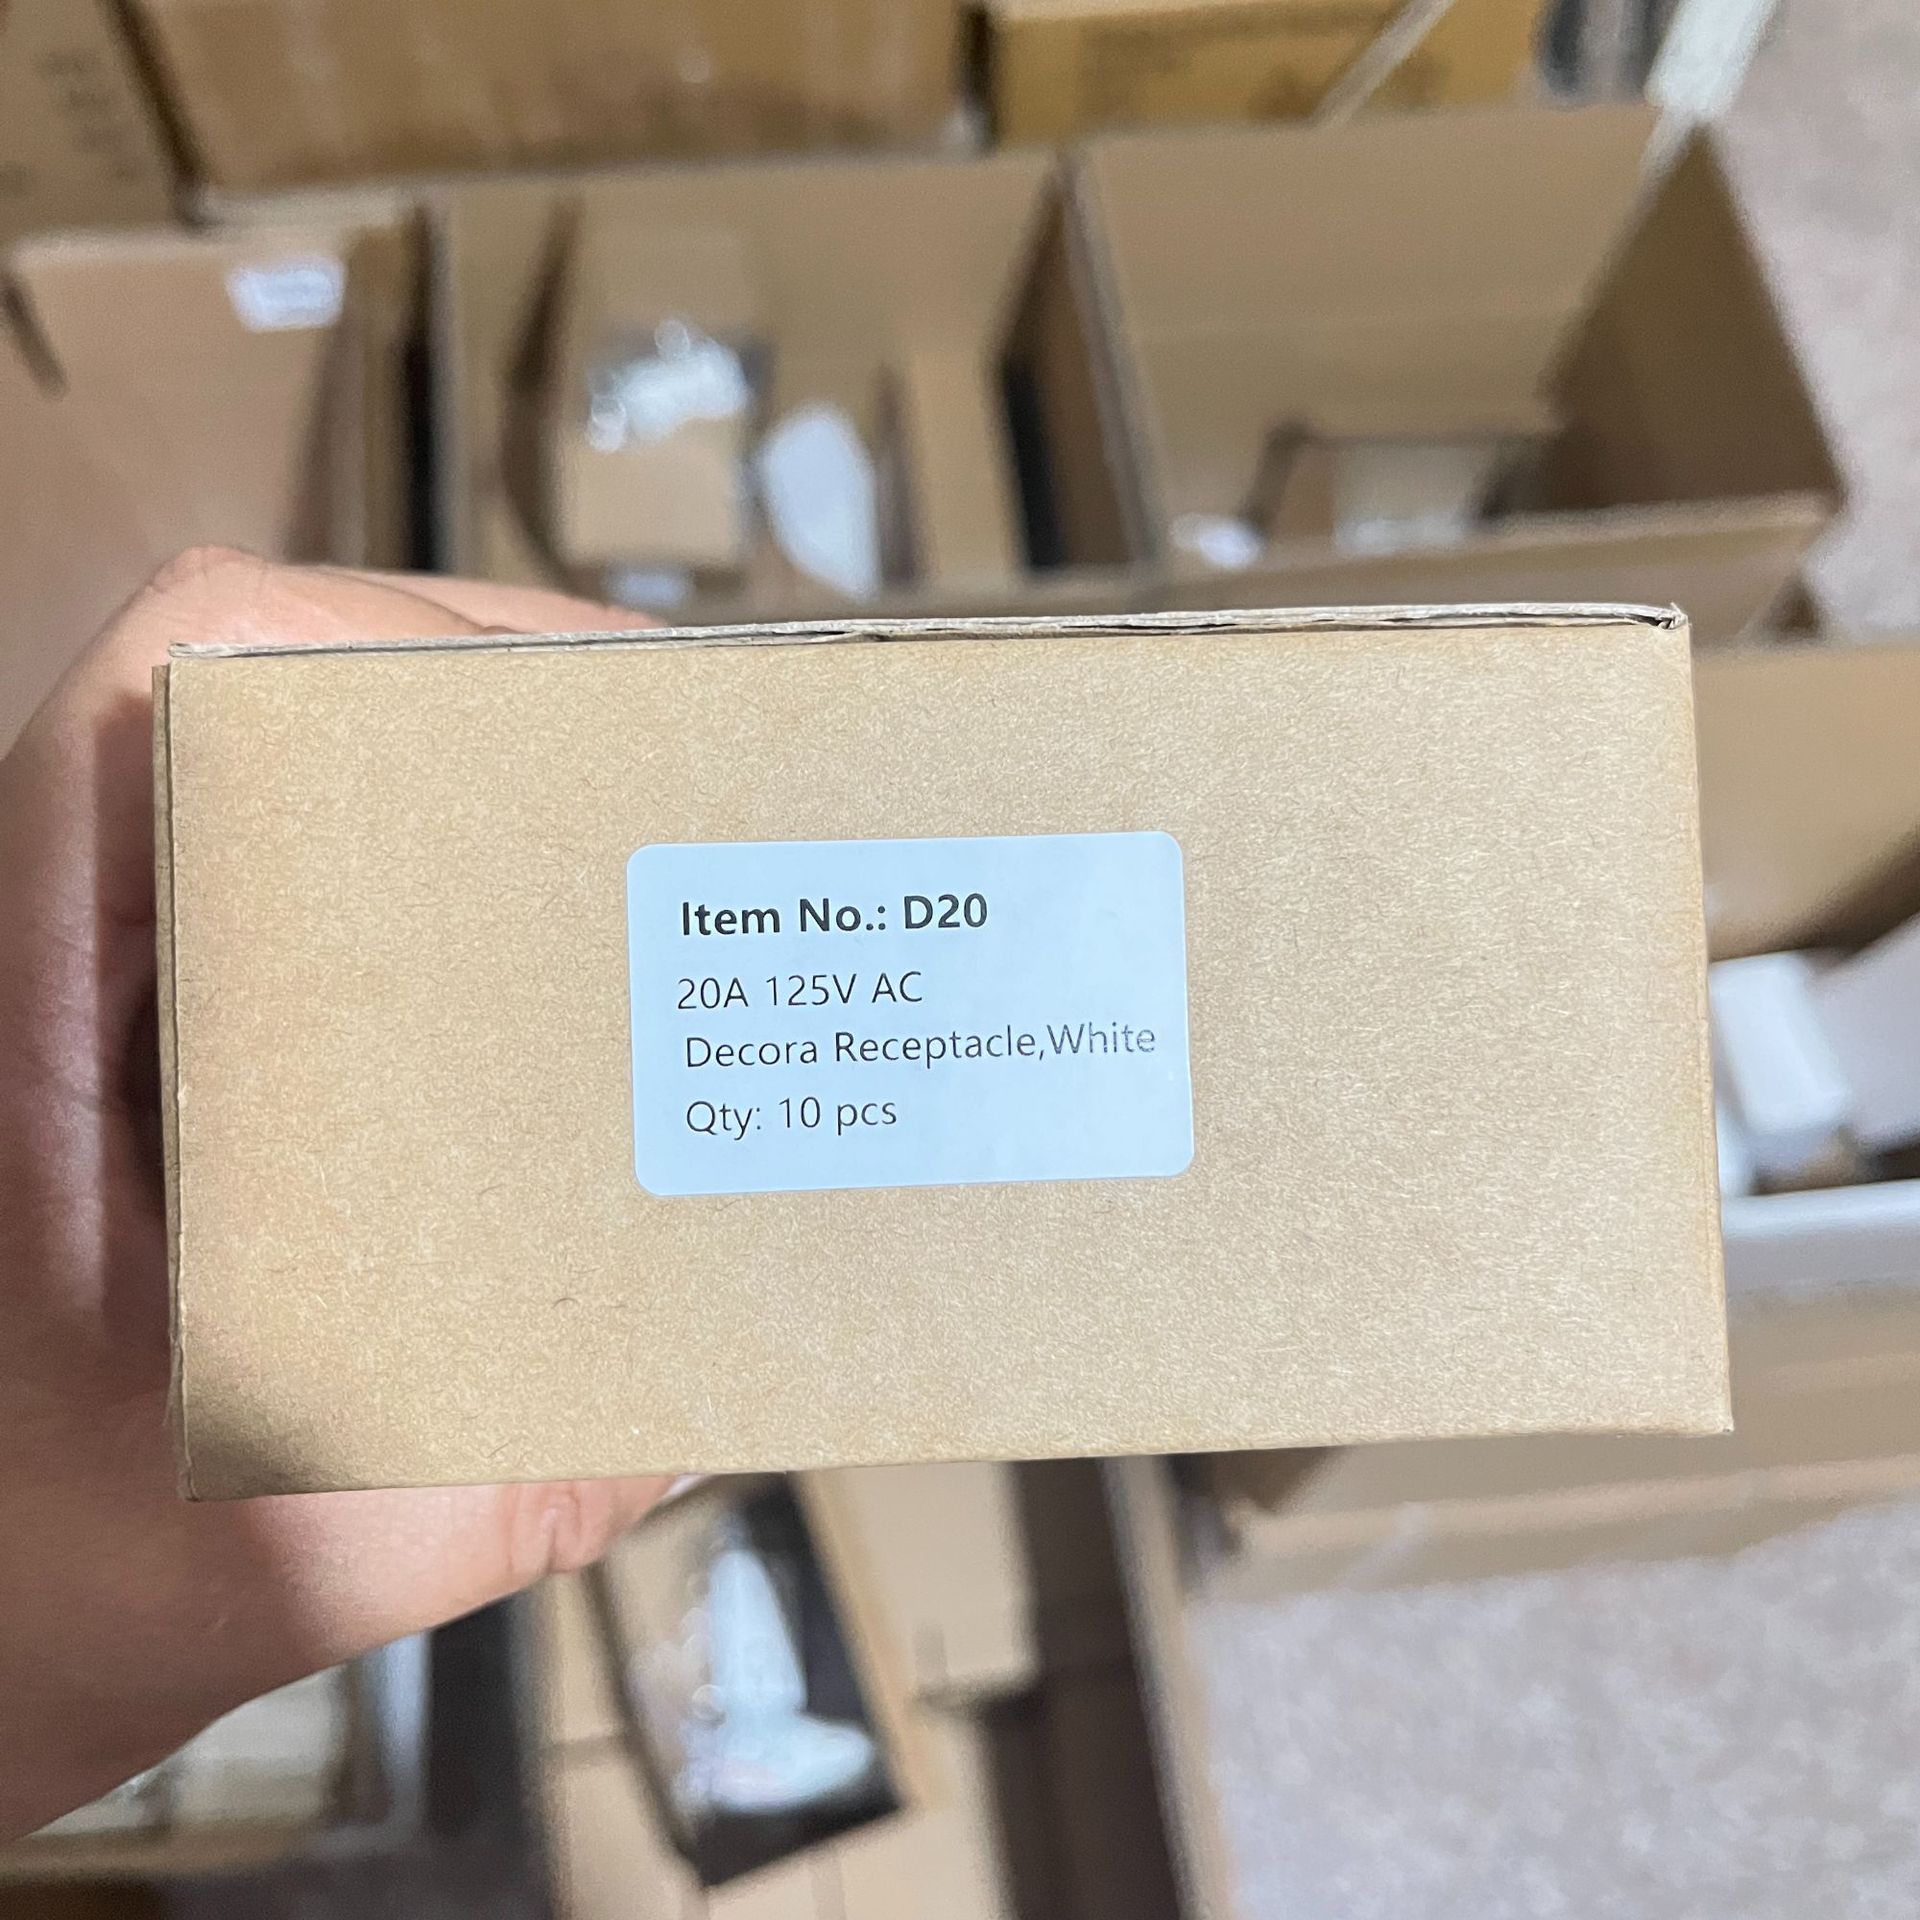 Item No.: D20
20A 125V AC
Decora Receptacle,White
Qty: 10 pcs